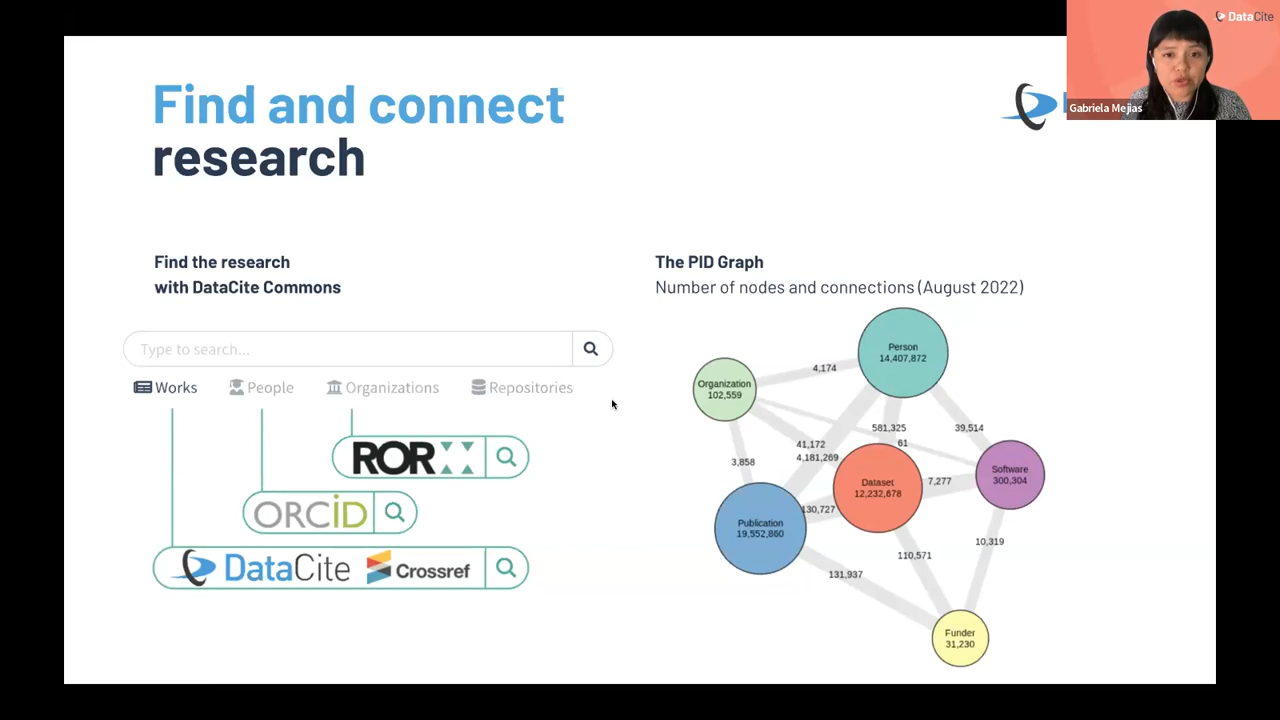 Find and connect
research
DataCite
Gabriela Mejias
Find the research
with DataCite Commons
Type to search...
Works
People
Organizations
Repositories
ROR
ORCID
DataCite
Crossref
The PID Graph
Number of nodes and connections (August 2022)
Person
14,407,872
Organization
102,559
4,174
581,325
61
39,514
41,172
4,181,269
3,858
Dataset
12,232,678
7,277
Software
300,304
Publication
19,552,860
130,727
110,571
10,319
131,937
Funder
31,230